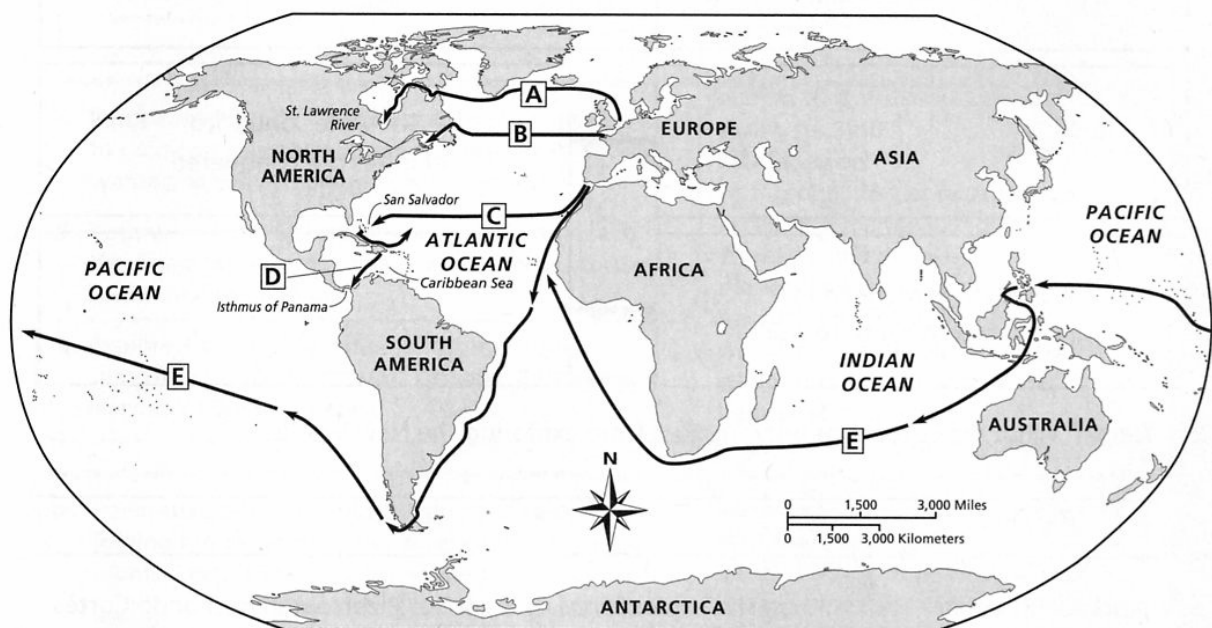 A
St. Lawrence
River
B
EUROPE
ASIA
NORTH
AMERICA
San Salvador
C
PACIFIC
OCEAN
ATLANTIC
OCEAN
AFRICA
PACIFIC
OCEAN
D
Caribbean Sea
Isthmus of Panama
SOUTH
AMERICA
E
INDIAN
OCEAN
AUSTRALIA
E
N
0 1,500 3,000 Miles
0 1,500 3,000 Kilometers
ANTARCTICA